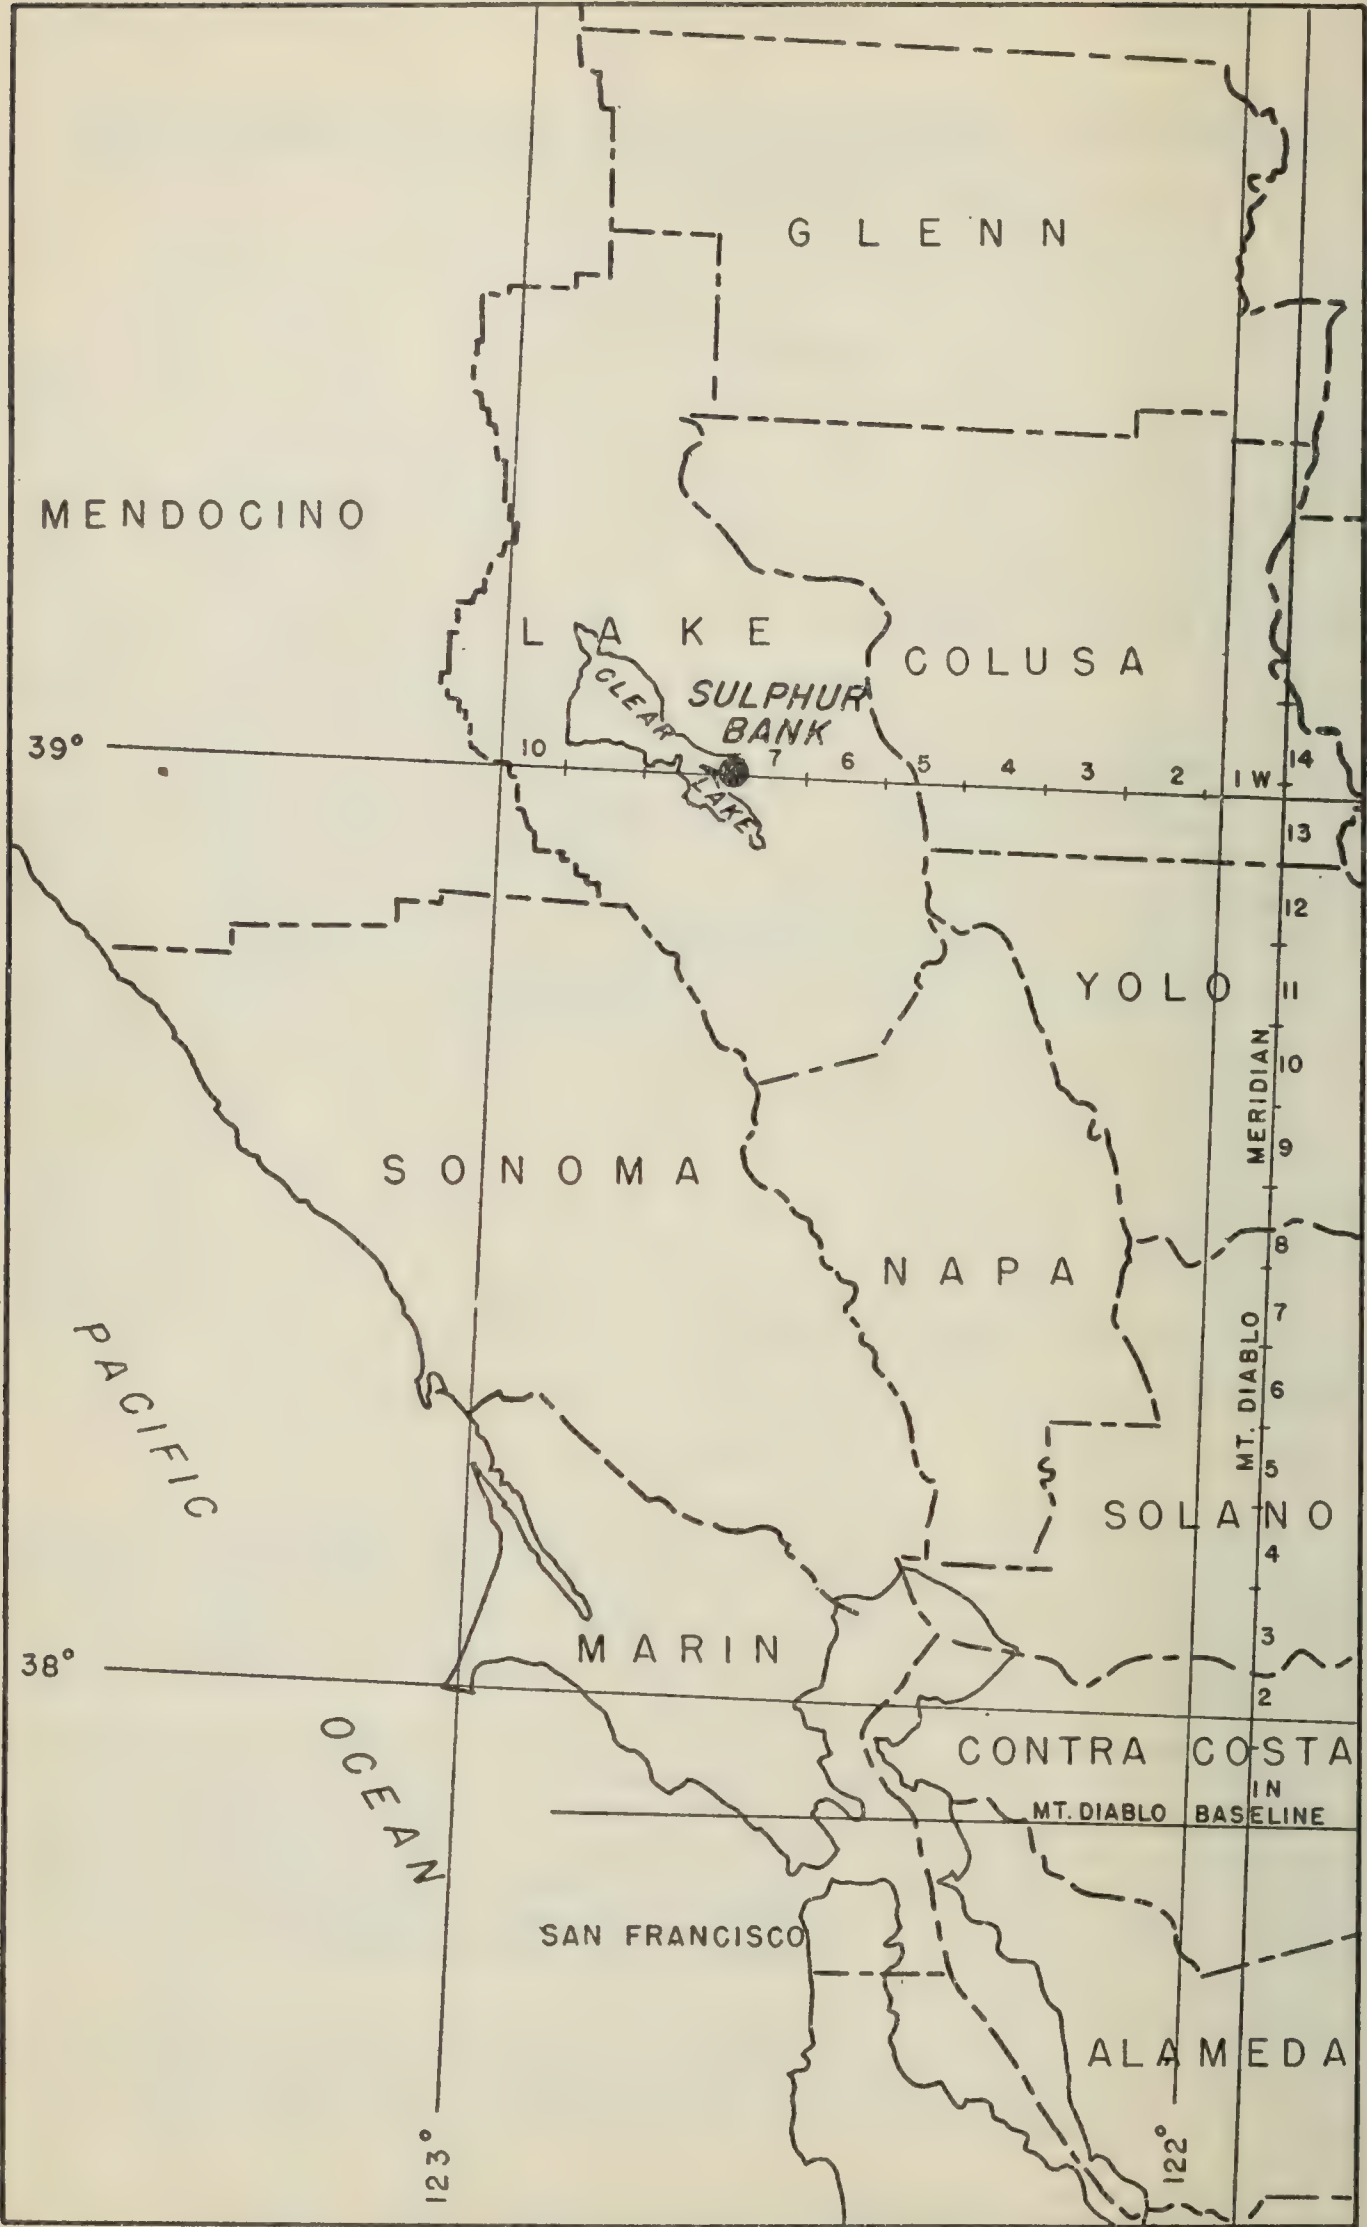 GLENN
MENDOCINO
LAKE
COLUSA
CLEAR
SULPHUR
BANK
39°
10
7
6
5
4
3
2
1 W
14
LAKE
13
12
YOLO
11
MERIDIAN
10
9
SONOMA
8
NAPA
7
PACIFIC
MT. DIABLO
6
5
SOLANO
4
3
MARIN
38°
2
OCEAN
CONTRA COSTA
IN
MT. DIABLO BASELINE
SAN FRANCISCO
ALAMEDA
123°
122°